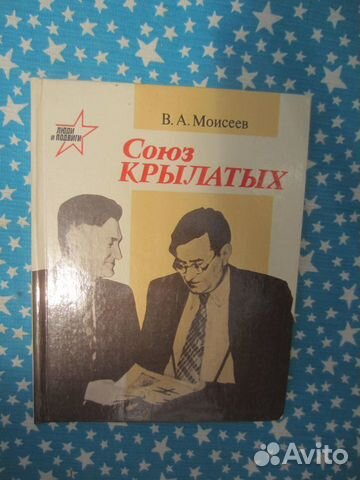 В. А. Моисеев
ЛЮДИ
И ПОДВИГИ
Союз
КРЫЛАТЫХ
Avito